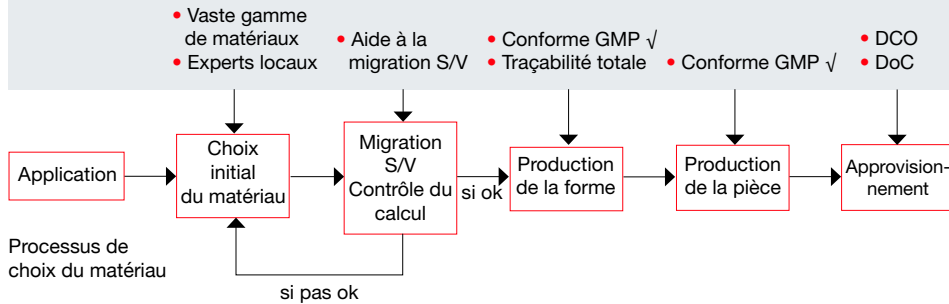 • Vaste gamme
de matériaux
• Experts locaux
• Aide à la
migration S/V
• Conforme GMP √
• Traçabilité totale
• Conforme GMP √
• DCO
• DoC
Application
Choix
initial
du matériau
Migration
S/V
Contrôle du
calcul
si ok
Production
de la forme
Production
de la pièce
Approvision-
nement
Processus de
choix du matériau
si pas ok